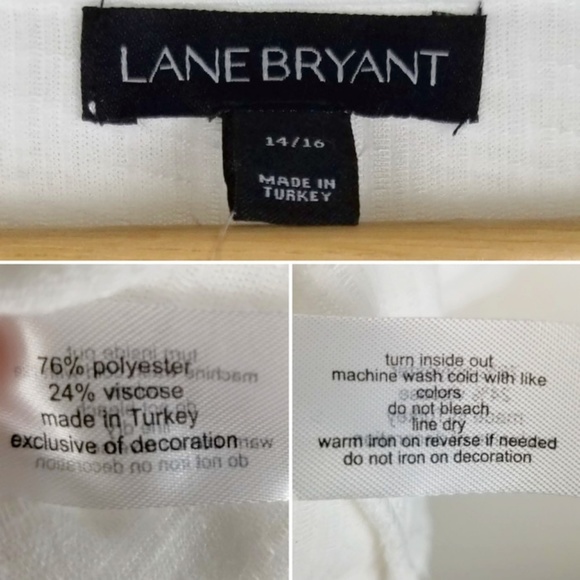 LANE BRYANT
14/16
MADE IN
TURKEY
76% polyester
24% viscose
made in Turkey
exclusive of decoration
turn inside out
machine wash cold with like
colors
do not bleach
line dry
warm iron on reverse if needed
do not iron on decoration